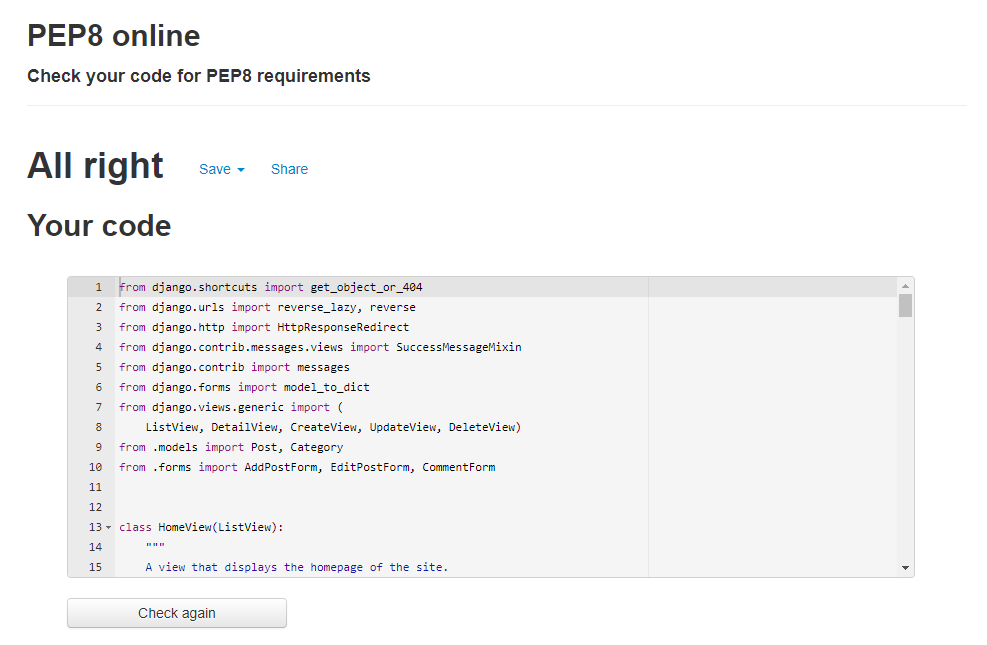 PEP8 online
Check your code for PEP8 requirements
All right Save Share
Your code
1 from django.shortcuts import get_object_or_404
2 from django.urls import reverse_lazy, reverse
3 from django.http import HttpResponseRedirect
4 from django.contrib.messages.views import SuccessMessageMixin
5 from django.contrib import messages
6 from django.forms import model_to_dict
7 from django.views.generic import (
8     ListView, DetailView, CreateView, UpdateView, DeleteView)
9 from .models import Post, Category
10 from .forms import AddPostForm, EditPostForm, CommentForm
11
12
13 class HomeView(ListView):
14     """
15     A view that displays the homepage of the site.
Check again